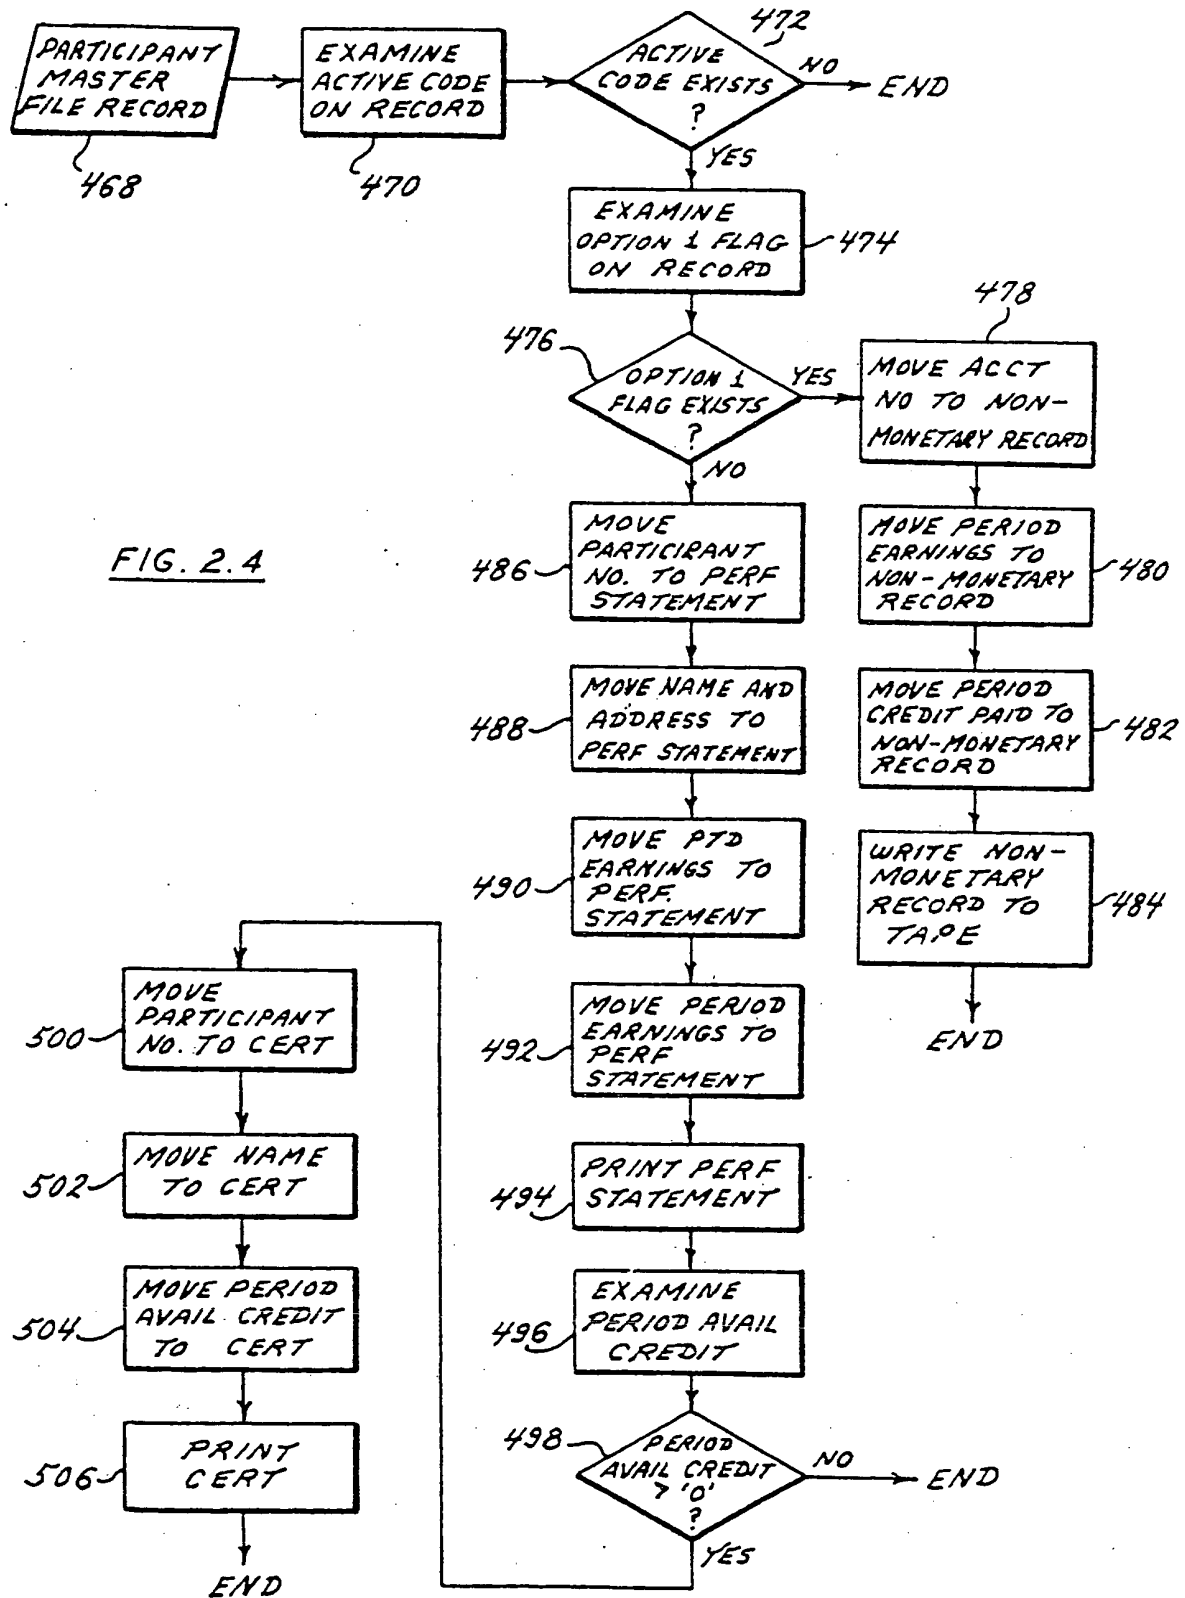 PARTICIPANT
MASTER
FILE RECORD
468
EXAMINE
ACTIVE CODE
ON RECORD
470
472
ACTIVE
CODE EXISTS
?
NO
END
YES
EXAMINE
OPTION 1 FLAG
ON RECORD
474
476
OPTION 1
FLAG EXISTS
?
YES
NO
478
MOVE ACCT
NO TO NON-
MONETARY RECORD
MOVE PERIOD
EARNINGS TO
NON-MONETARY
RECORD
480
MOVE PERIOD
CREDIT PAID TO
NON-MONETARY
RECORD
482
WRITE NON-
MONETARY
RECORD TO
TAPE
484
END
FIG. 2.4
486
MOVE
PARTICIPANT
NO. TO PERF
STATEMENT
488
MOVE NAME AND
ADDRESS TO
PERF STATEMENT
490
MOVE PTD
EARNINGS TO
PERF.
STATEMENT
492
MOVE PERIOD
EARNINGS TO
PERF
STATEMENT
494
PRINT PERF
STATEMENT
496
EXAMINE
PERIOD AVAIL
CREDIT
498
PERIOD
AVAIL CREDIT
> '0'
?
NO
END
YES
500
MOVE
PARTICIPANT
NO. TO CERT
502
MOVE NAME
TO CERT
504
MOVE PERIOD
AVAIL CREDIT
TO CERT
506
PRINT
CERT
END